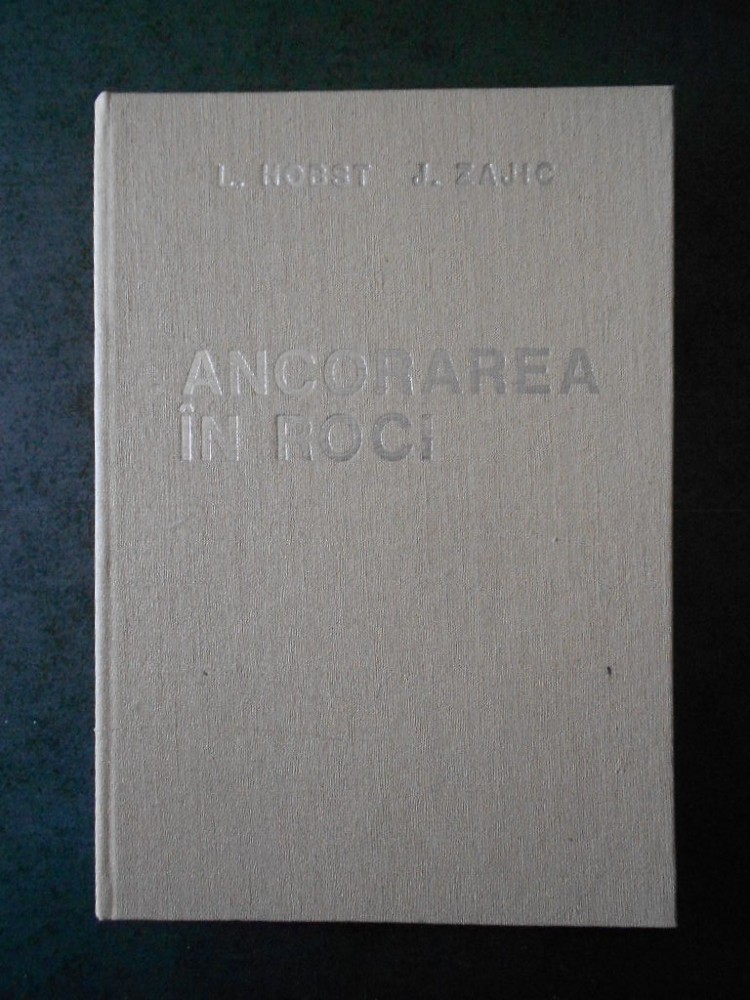 L. HOBST J. ZAJIC
ANCORAREA
ÎN ROCI